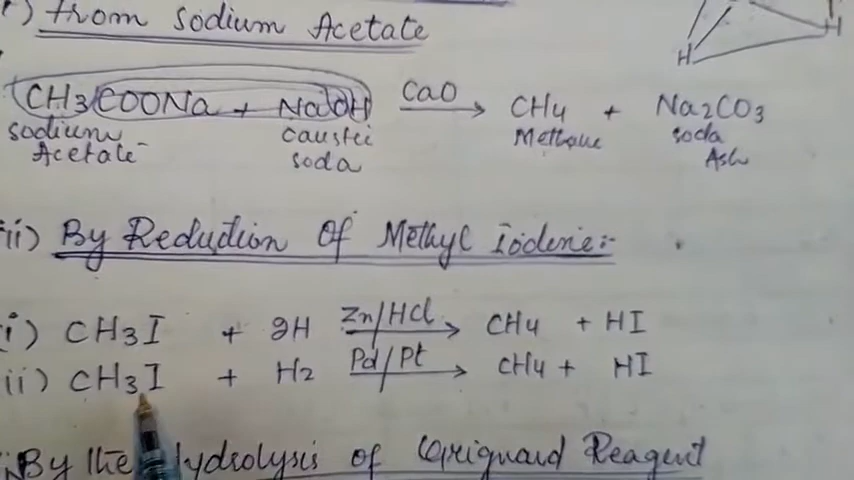 from Sodium Acetate
H H
CH3COONa + NaOH CaO CH4 + Na2CO3
sodium Acetate caustic soda Methane soda Ash
ii) By Reduction Of Methyl Iodine:-
i) CH3I + 2H Zn/HCl CH4 + HI
ii) CH3I + H2 Pd/Pt CH4 + HI
By the Hydrolysis of Grignard Reagent